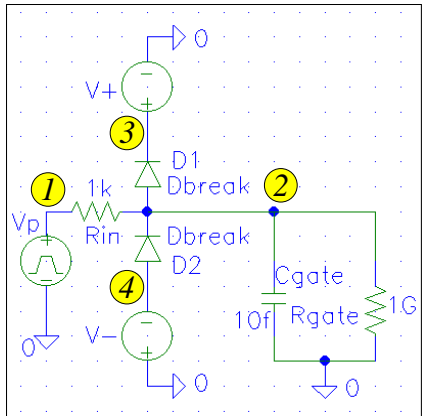 0
V+
3
D1
1
1k
Dbreak
2
Vp
Rin
Dbreak
D2
Cgate
4
10f
Rgate
1G
V-
0
0
0